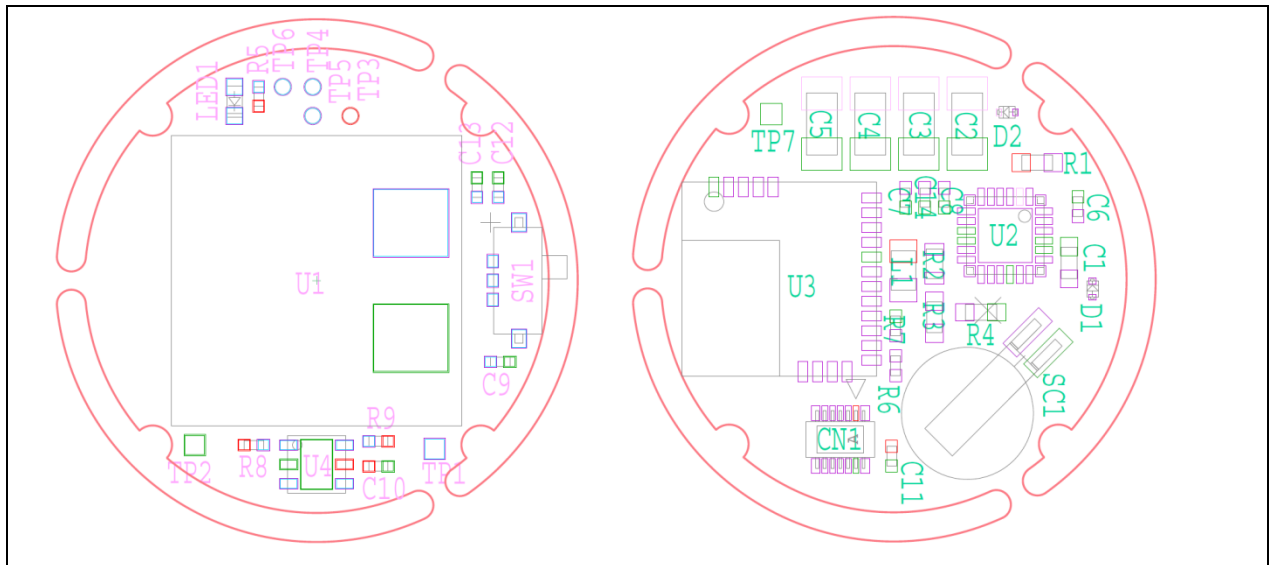 LED1
R5
TP6
TP4
TP5
TP3
C13
C12
U1
SW1
C9
R9
TP2
R8
U4
C10
TP1
C5
C4
C3
C2
D2
TP7
R1
C7
C14
C8
C6
U2
C1
L1
R2
U3
D1
R7
R3
R4
R6
SC1
CN1
A
C11